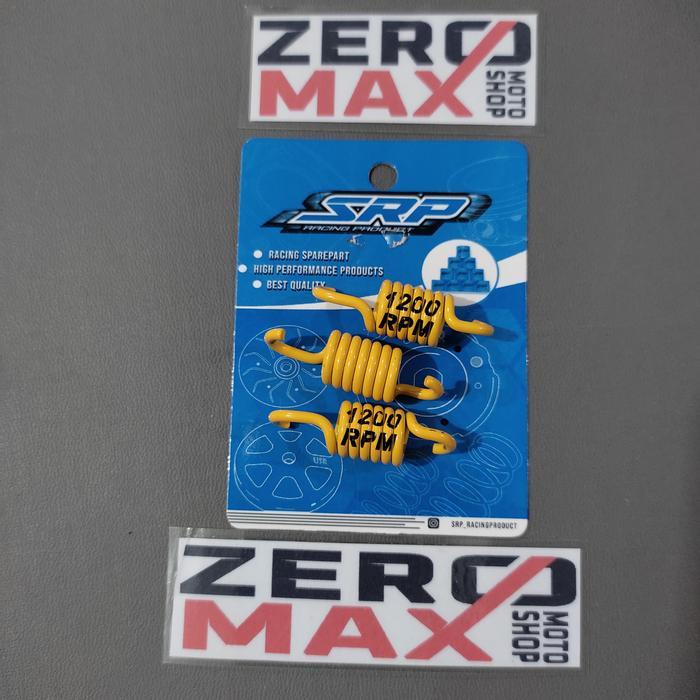 ZERO
MAX
MOTO
SHOP
SRP
RACING PRODUCT
RACING SPAREPART
HIGH PERFORMANCE PRODUCTS
BEST QUALITY
1200
RPM
1200
RPM
SRP_RACINGPRODUCT
ZERO
MAX
MOTO
SHOP